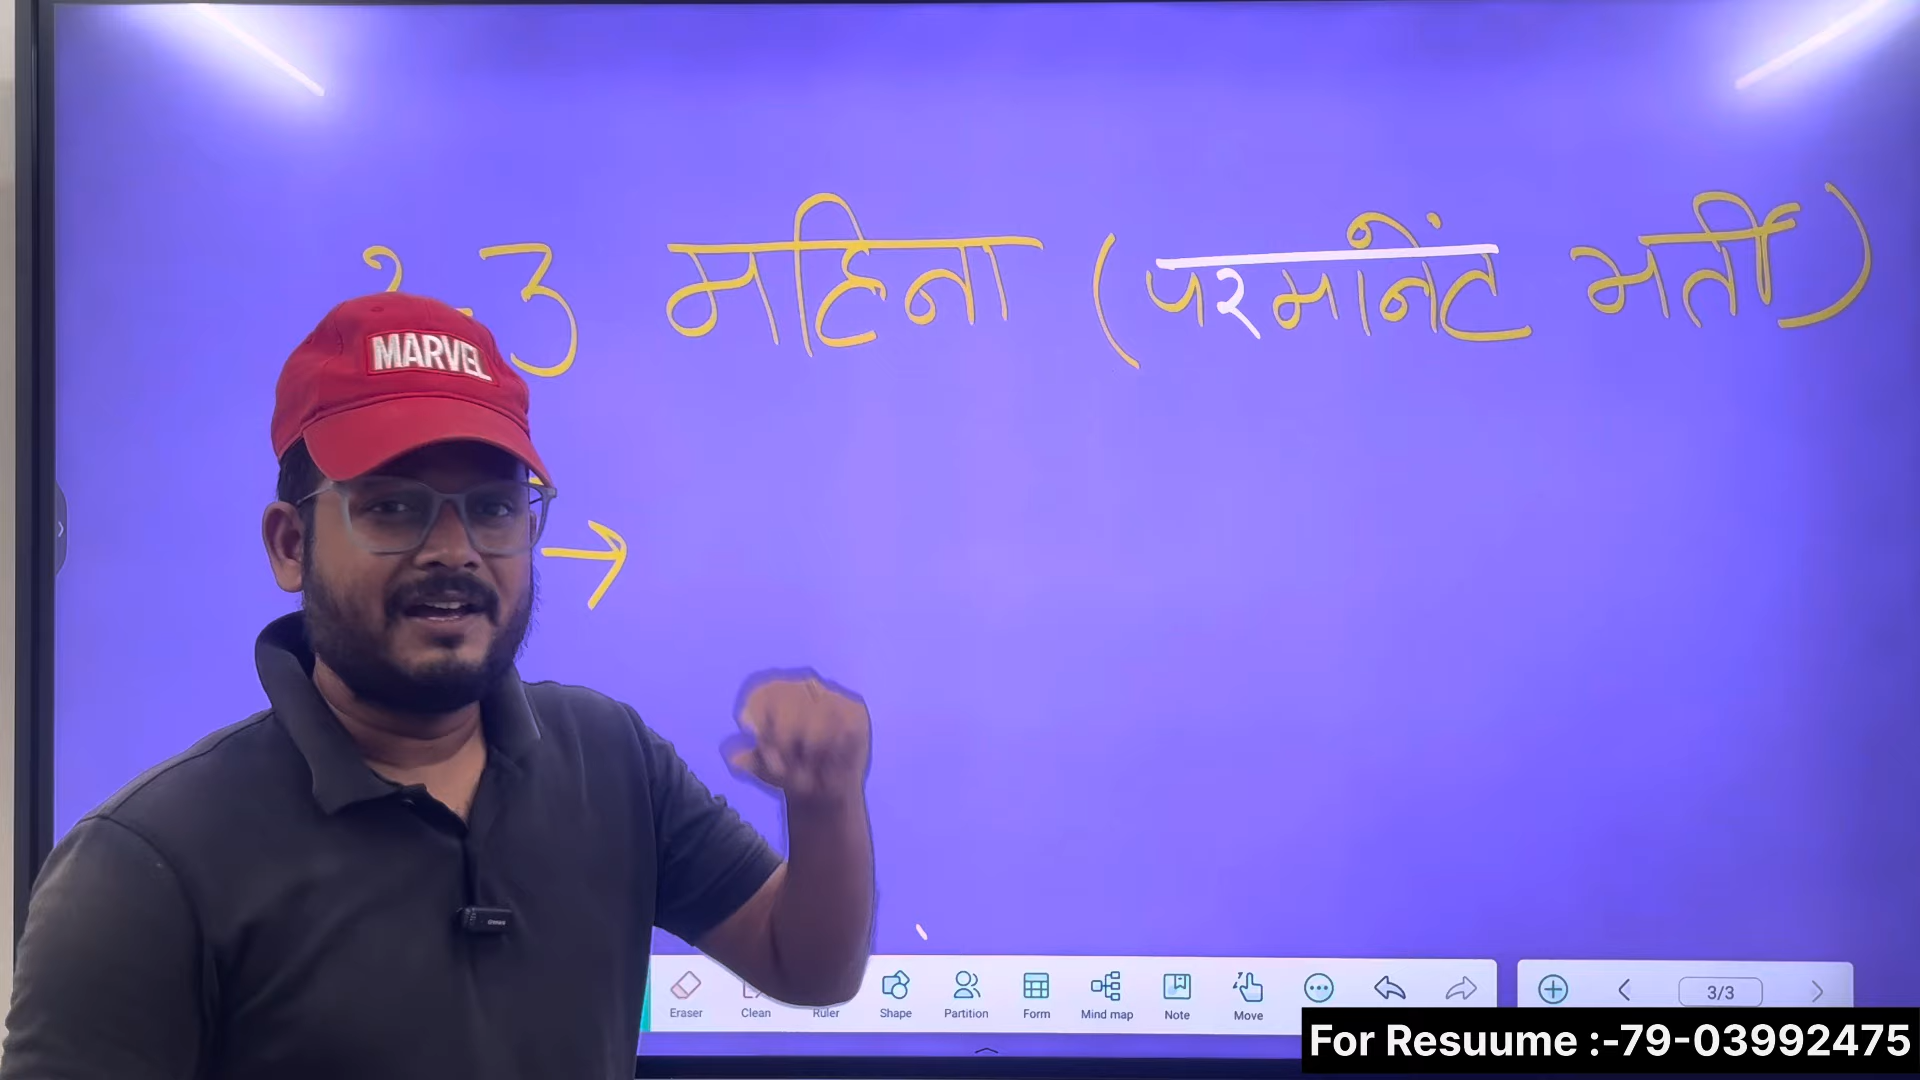 २-3 महिना (परमानेंट भर्ती)
MARVEL
Eraser Clean Ruler Shape Partition Form Mind map Note Move 3/3
For Resuume :-79-03992475